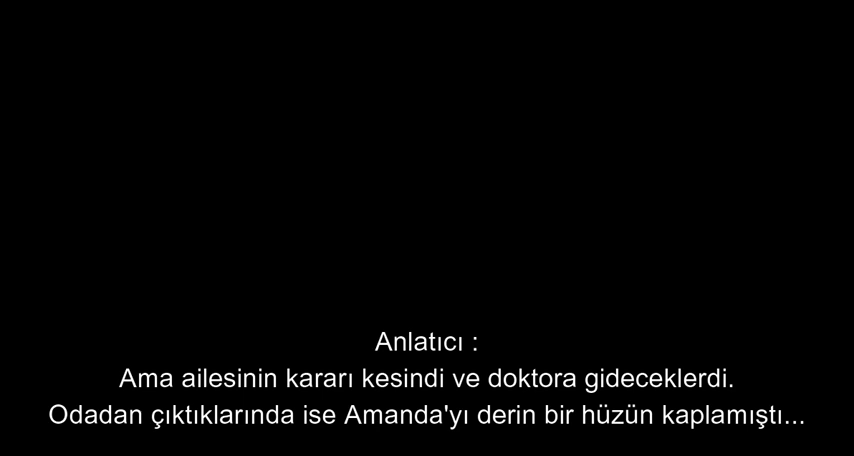 Anlatıcı :
Ama ailesinin kararı kesindi ve doktora gideceklerdi.
Odadan çıktıklarında ise Amanda'yı derin bir hüzün kaplamıştı...